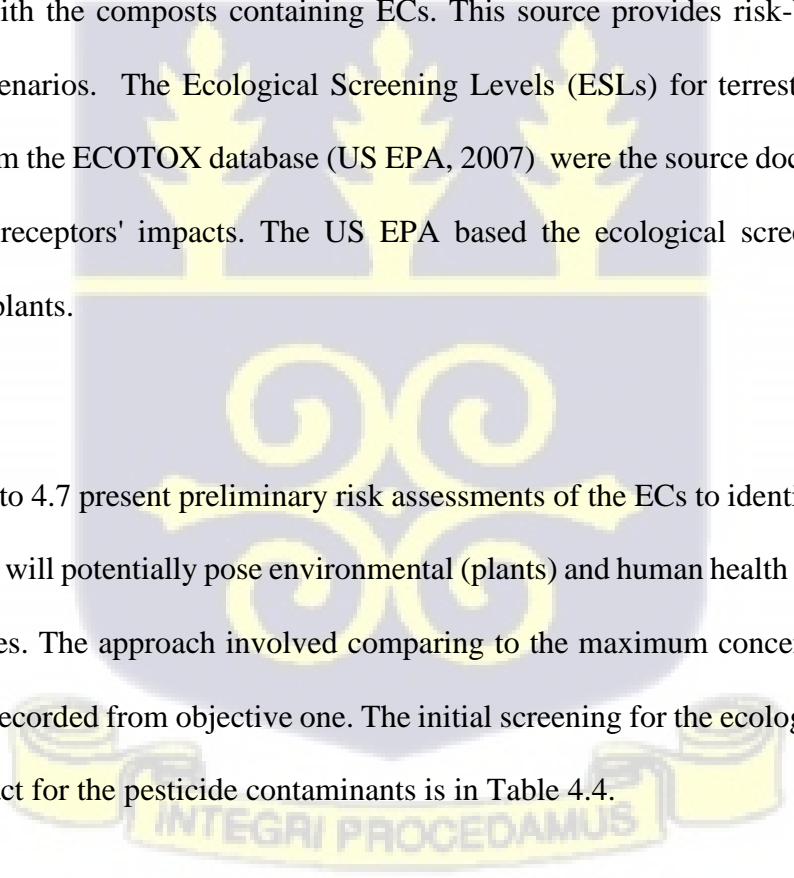 ith the composts containing ECs. This source provides risk-
enarios. The Ecological Screening Levels (ESLs) for terrest
m the ECOTOX database (US EPA, 2007) were the source doc
receptors' impacts. The US EPA based the ecological scree
plants.
to 4.7 present preliminary risk assessments of the ECs to identi
will potentially pose environmental (plants) and human health
es. The approach involved comparing to the maximum concer
recorded from objective one. The initial screening for the ecolog
act for the pesticide contaminants is in Table 4.4.
INTEGRI PROCEDAMUS